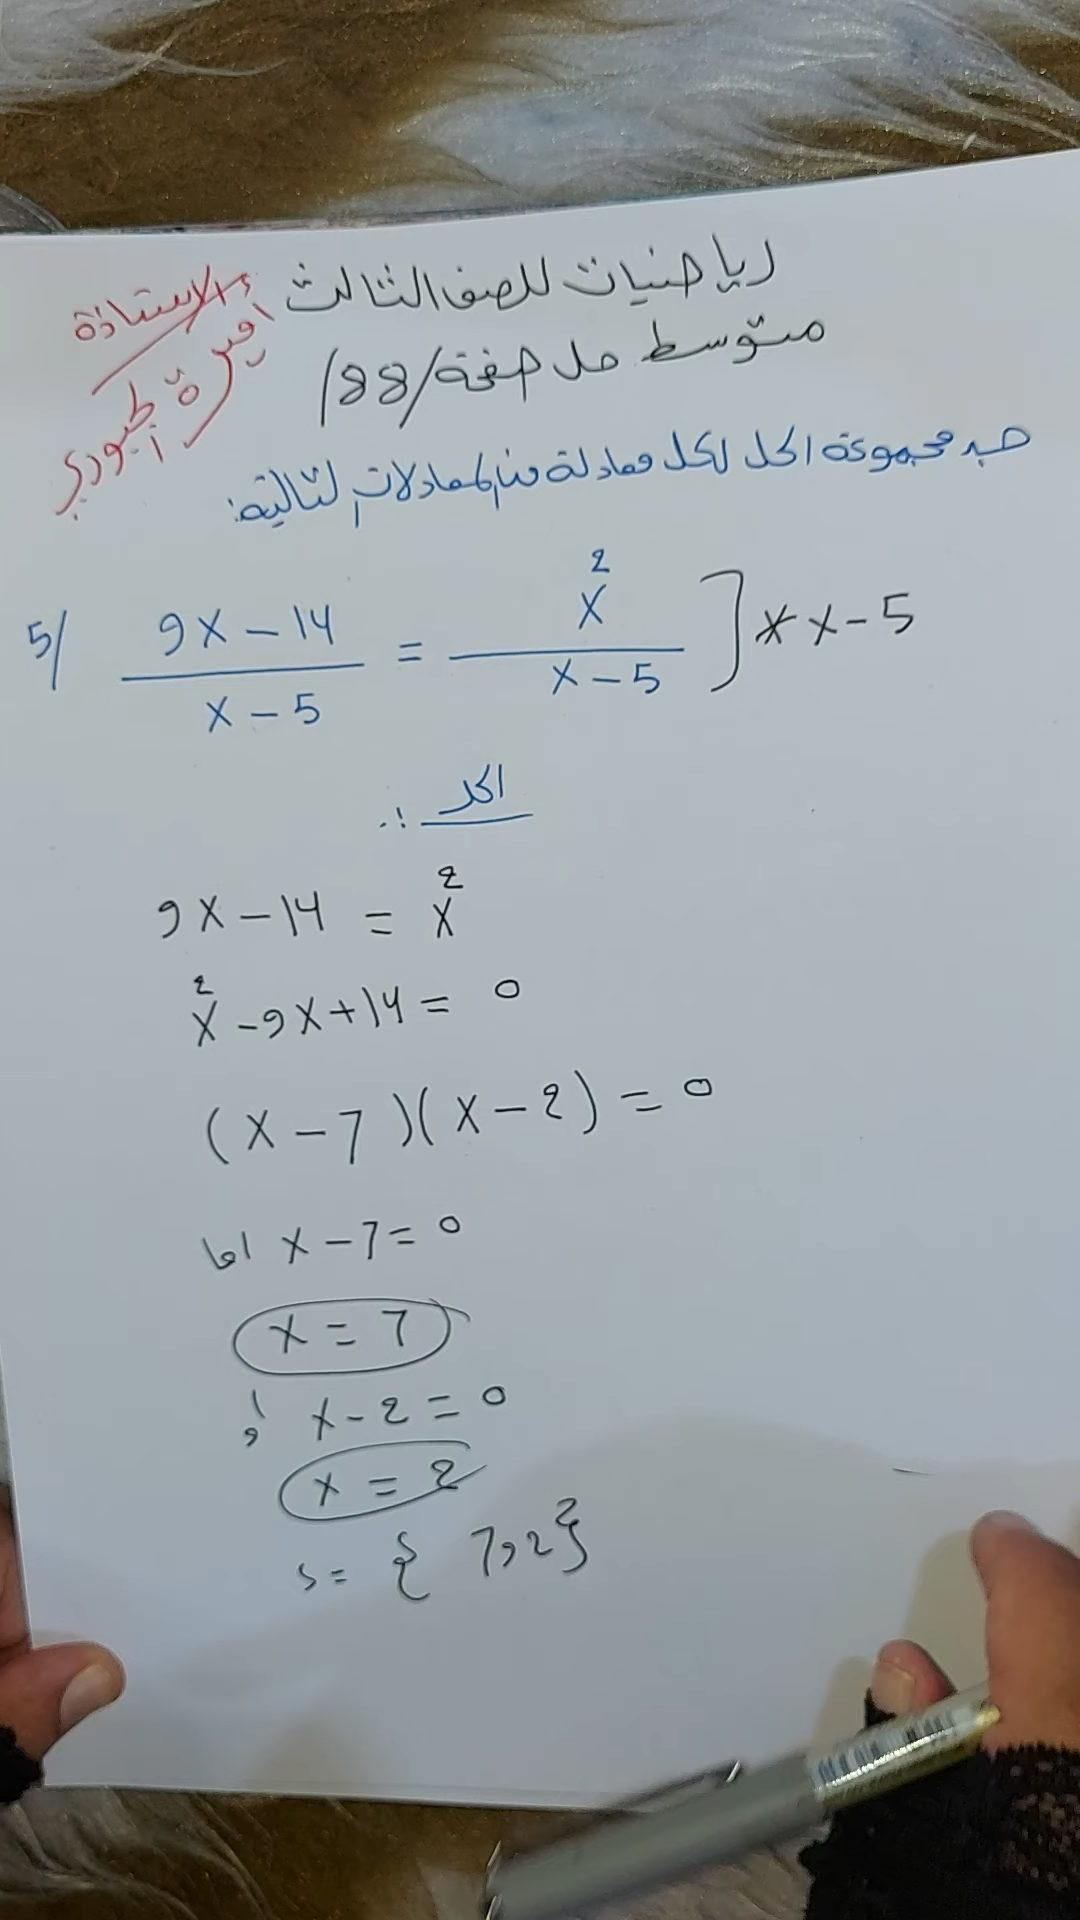 رياضيات للصف الثالث
متوسط حل صفحة /88/
الاستاذة
اميرة الجبوري
جد مجموعة الحل لكل معادلة من المعادلات التالية:
5/ (9x - 14)/(x - 5) = x²/(x - 5) ] * x - 5
الحل :.
9x - 14 = x²
x² - 9x + 14 = 0
(x - 7)(x - 2) = 0
اما x - 7 = 0
x = 7
او x - 2 = 0
x = 2
s = { 7, 2 }